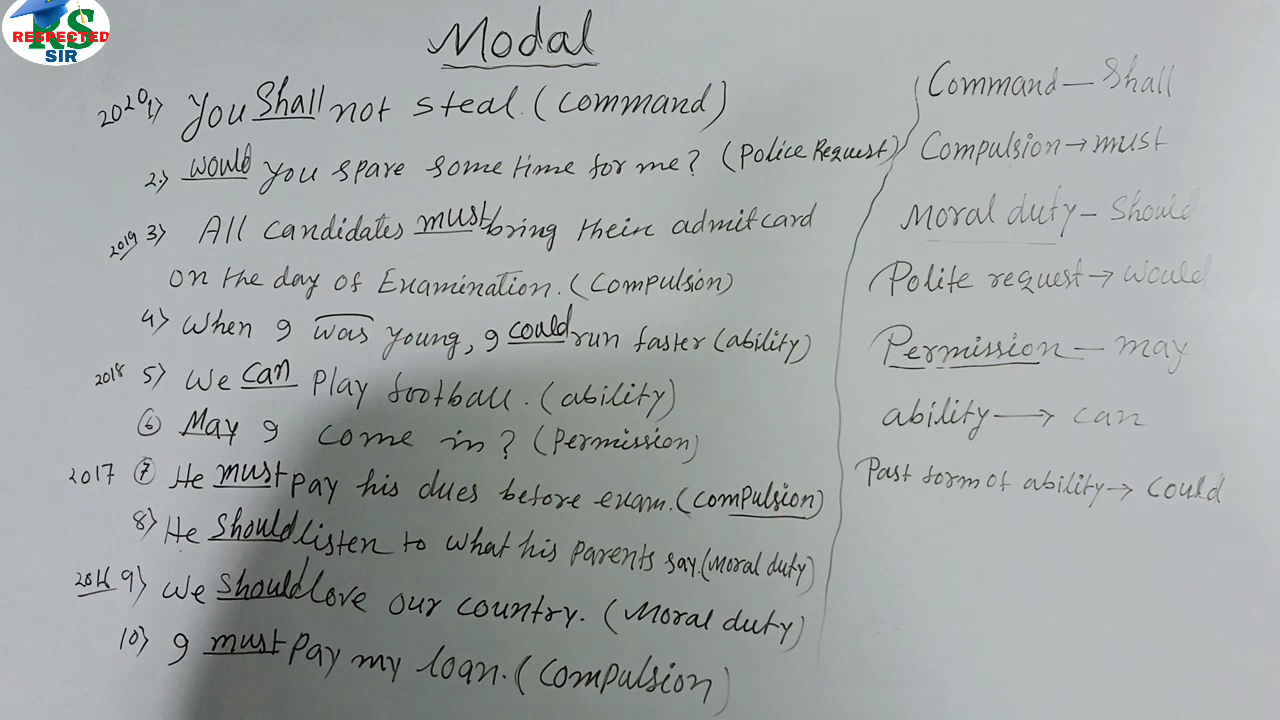 RS
RESPECTED
SIR
Modal
2020 1) You Shall not steal. (Command)
2.) would you spare some time for me? (Police Request)
2019 3) All candidates must bring their admit card
on the day of Examination. (Compulsion)
4) When I was young, I could run faster (ability)
2018 5) We can Play football. (ability)
6 May I come in? (Permission)
2017 7 He must pay his dues before exam. (Compulsion)
8) He should listen to what his parents say. (Moral duty)
2016 9) We should love our country. (Moral duty)
10) I must pay my loan. (Compulsion)
Command — Shall
Compulsion → must
Moral duty - Should
Polite request → would
Permission — may
ability → can
Past form of ability → could